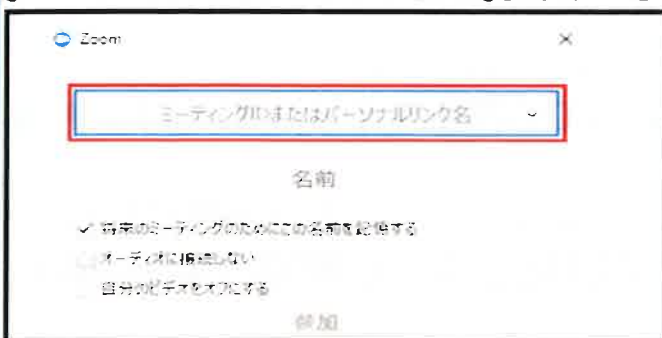 Zoom
ミーティングIDまたはパーソナルリンク名
名前
将来のミーティングのためにこの名前を記憶する
オーディオに接続しない
自分のビデオをオフにする
参加